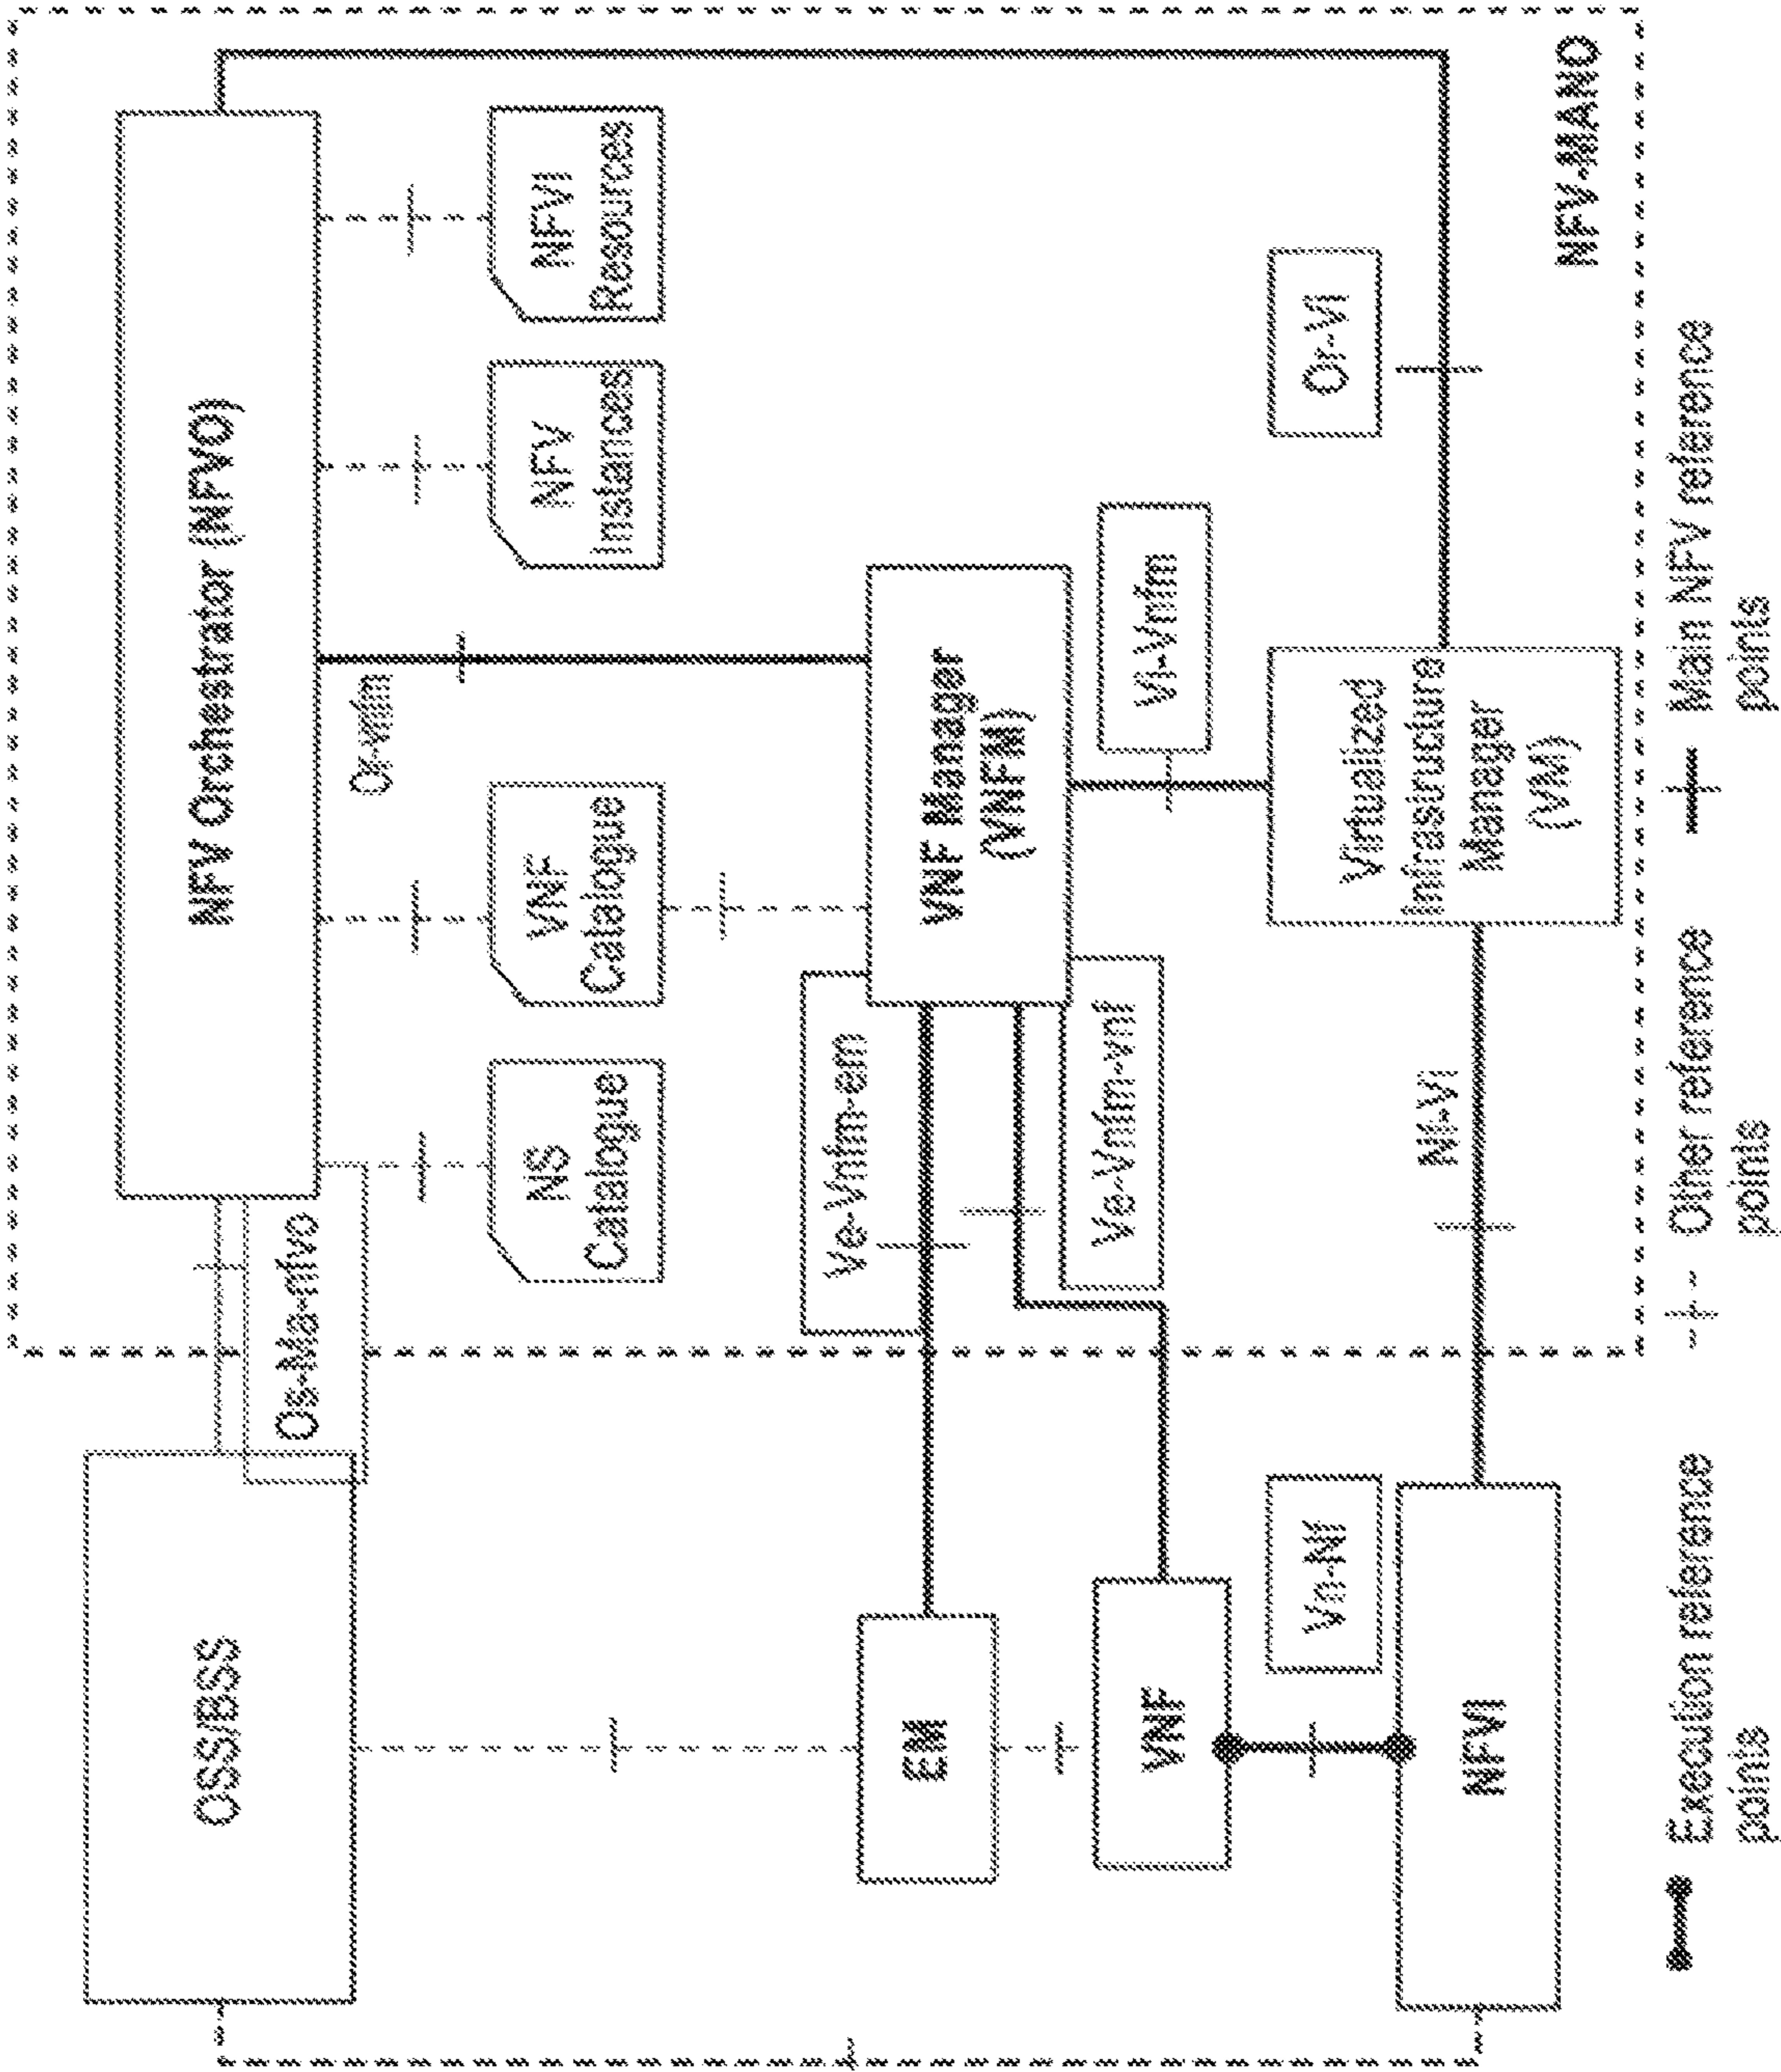 OSS/BSS
Os-Ma-nfvo
NFV Orchestrator (NFVO)
NS
Catalogue
VNF
Catalogue
Or-vnfm
NFV
Instances
NFVI
Resources
EM
Ve-Vnfm-em
VNF Manager
(VNFM)
VNF
Ve-Vnfm-vnf
Vi-Vnfm
Vn-Nf
Or-VI
NFVI
Nf-VI
Virtualized
Infrastructure
Manager
(VM)
NFV-MANO
Execution reference
points
Other reference
points
Main NFV reference
points